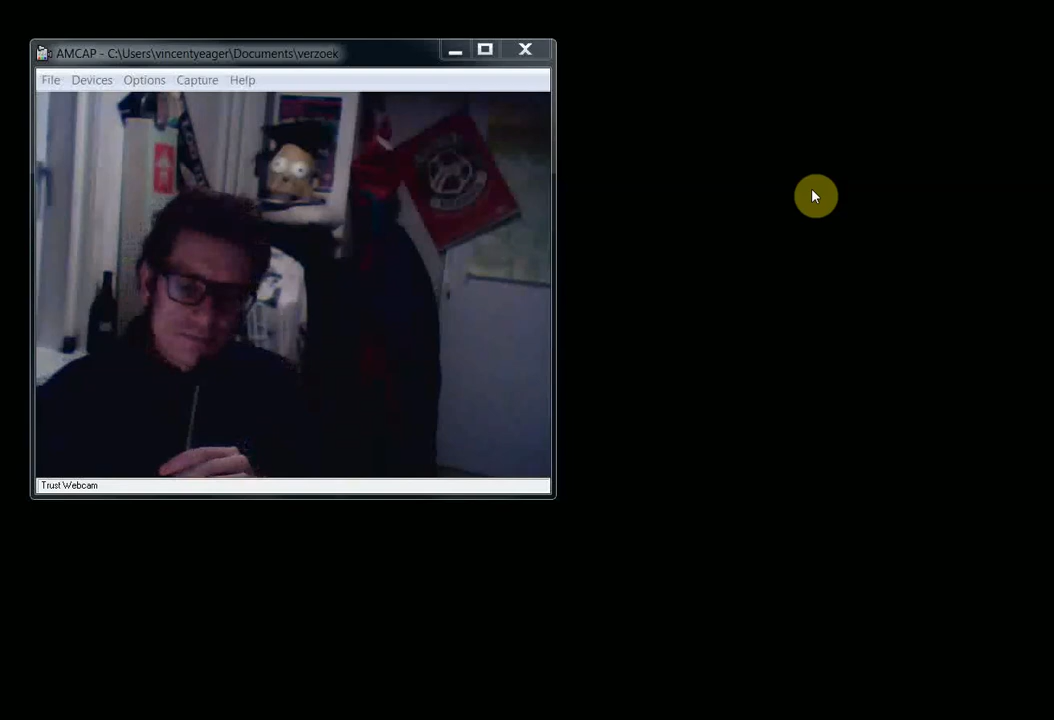 AMCAP - C:\Users\vincentyeager\Documents\verzoek
File Devices Options Capture Help
Trust Webcam